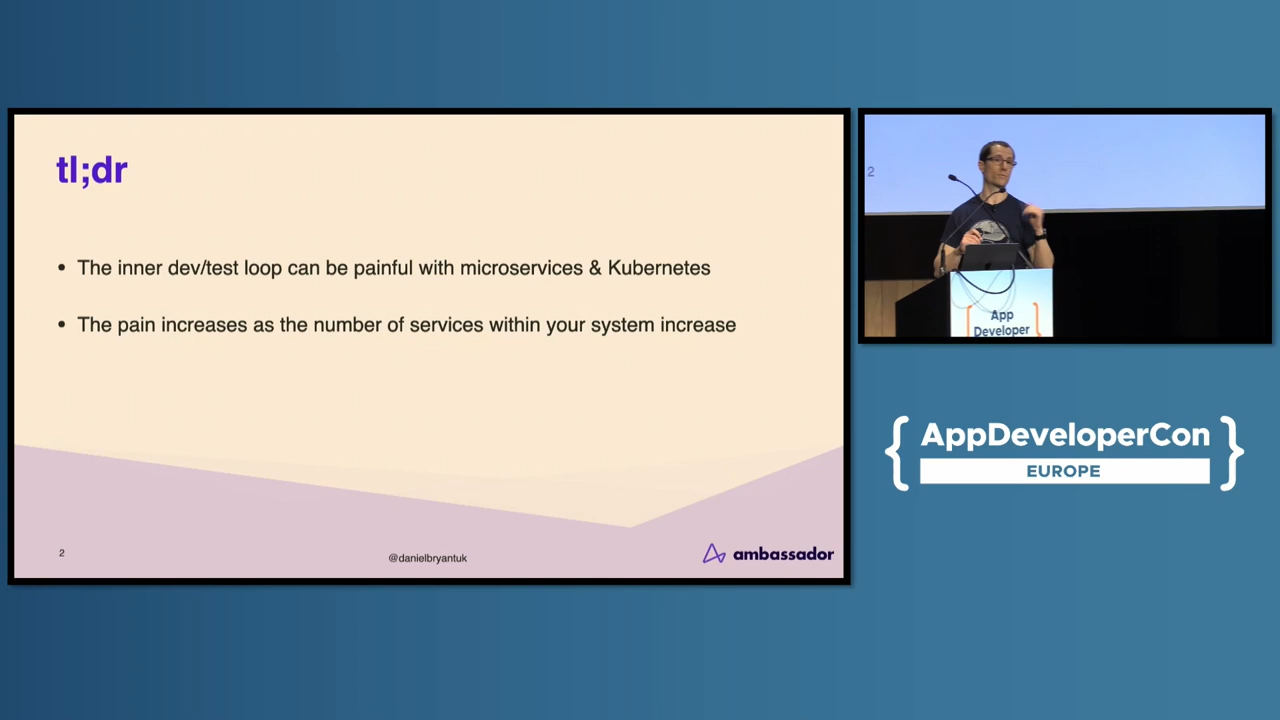 tl;dr
• The inner dev/test loop can be painful with microservices & Kubernetes
• The pain increases as the number of services within your system increase
2
@danielbryantuk
ambassador
2
App
Developer
{ AppDeveloperCon }
EUROPE